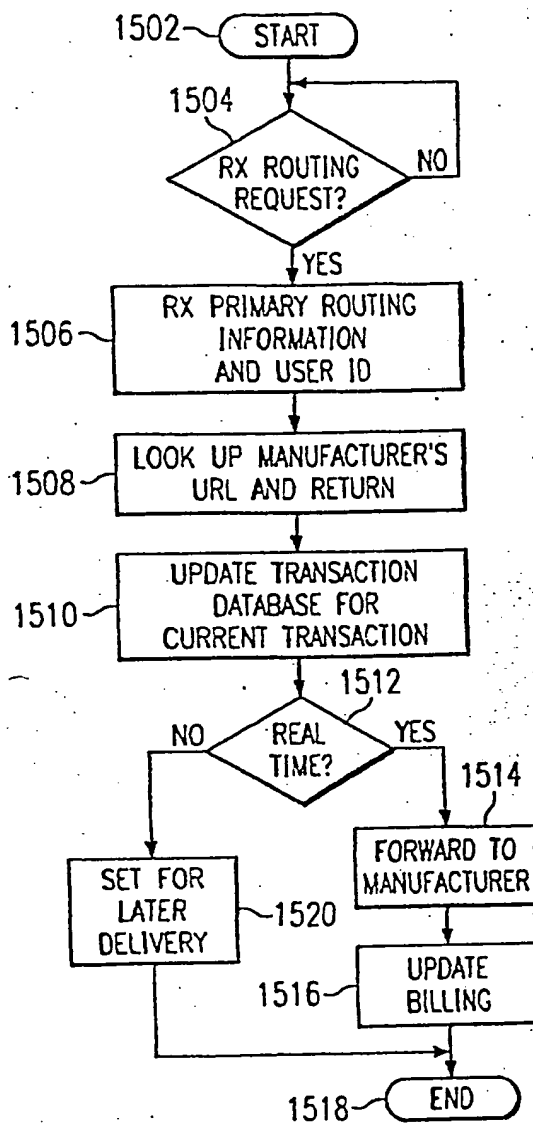 1502
START
1504
RX ROUTING
REQUEST?
NO
YES
1506
RX PRIMARY ROUTING
INFORMATION
AND USER ID
1508
LOOK UP MANUFACTURER'S
URL AND RETURN
1510
UPDATE TRANSACTION
DATABASE FOR
CURRENT TRANSACTION
1512
NO
REAL
TIME?
YES
1514
FORWARD TO
MANUFACTURER
SET FOR
LATER
DELIVERY
1520
1516
UPDATE
BILLING
1518
END